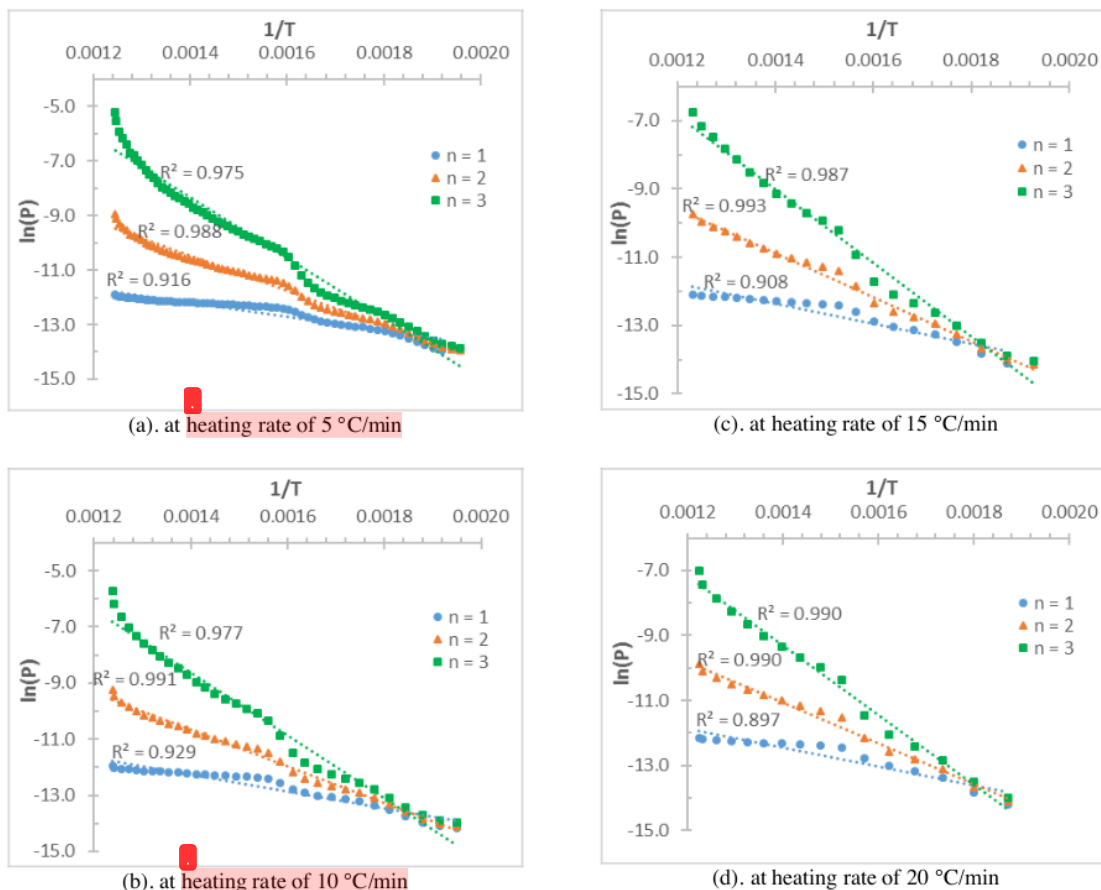 1/T
0.0012 0.0014 0.0016 0.0018 0.0020
-5.0
-7.0
-9.0
-11.0
-13.0
-15.0
ln(P)
R² = 0.975
R² = 0.988
R² = 0.916
n = 1
n = 2
n = 3
(a). at heating rate of 5 °C/min
1/T
0.0012 0.0014 0.0016 0.0018 0.0020
-7.0
-9.0
-11.0
-13.0
-15.0
ln(P)
R² = 0.987
R² = 0.993
R² = 0.908
n = 1
n = 2
n = 3
(c). at heating rate of 15 °C/min
1/T
0.0012 0.0014 0.0016 0.0018 0.0020
-5.0
-7.0
-9.0
-11.0
-13.0
-15.0
ln(P)
R² = 0.977
R² = 0.991
R² = 0.929
n = 1
n = 2
n = 3
(b). at heating rate of 10 °C/min
1/T
0.0012 0.0014 0.0016 0.0018 0.0020
-7.0
-9.0
-11.0
-13.0
-15.0
ln(P)
R² = 0.990
R² = 0.990
R² = 0.897
n = 1
n = 2
n = 3
(d). at heating rate of 20 °C/min